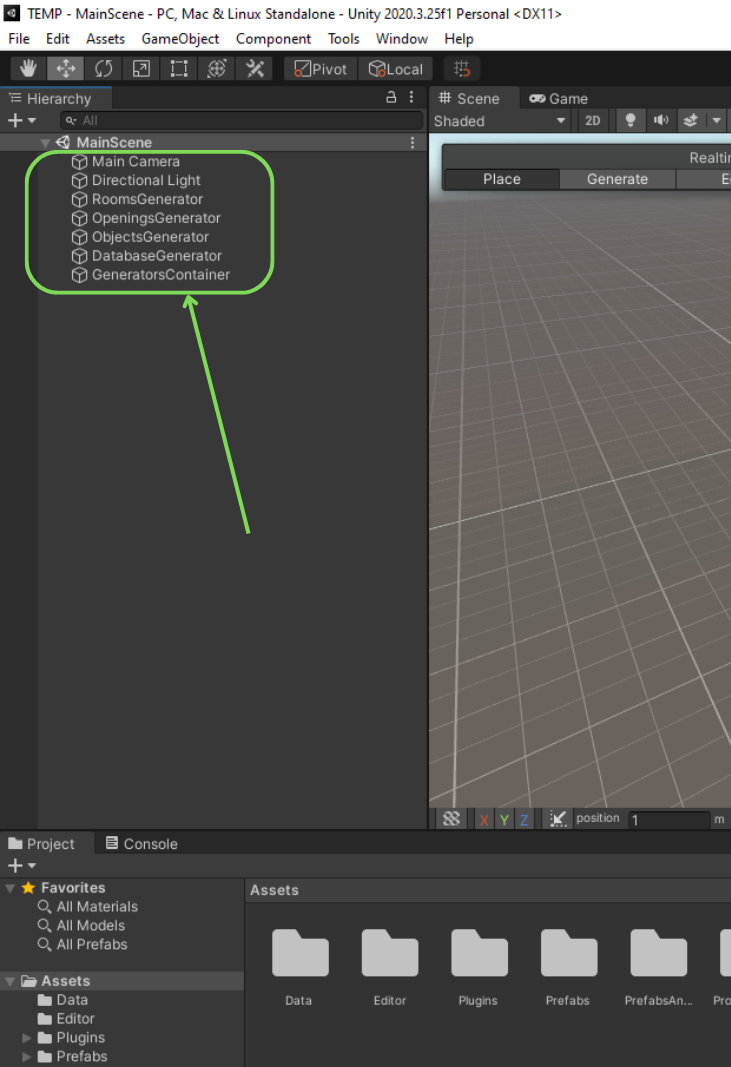 TEMP - MainScene - PC, Mac & Linux Standalone - Unity 2020.3.25f1 Personal <DX11>
File Edit Assets GameObject Component Tools Window Help
Pivot Local
Hierarchy
All
MainScene
Main Camera
Directional Light
RoomsGenerator
OpeningsGenerator
ObjectsGenerator
DatabaseGenerator
GeneratorsContainer
Scene Game
Shaded 2D
Realti
Place Generate E
X Y Z position 1 m
Project Console
Favorites
All Materials
All Models
All Prefabs
Assets
Data
Editor
Plugins
Prefabs
Assets
Data Editor Plugins Prefabs PrefabsAn... Pro